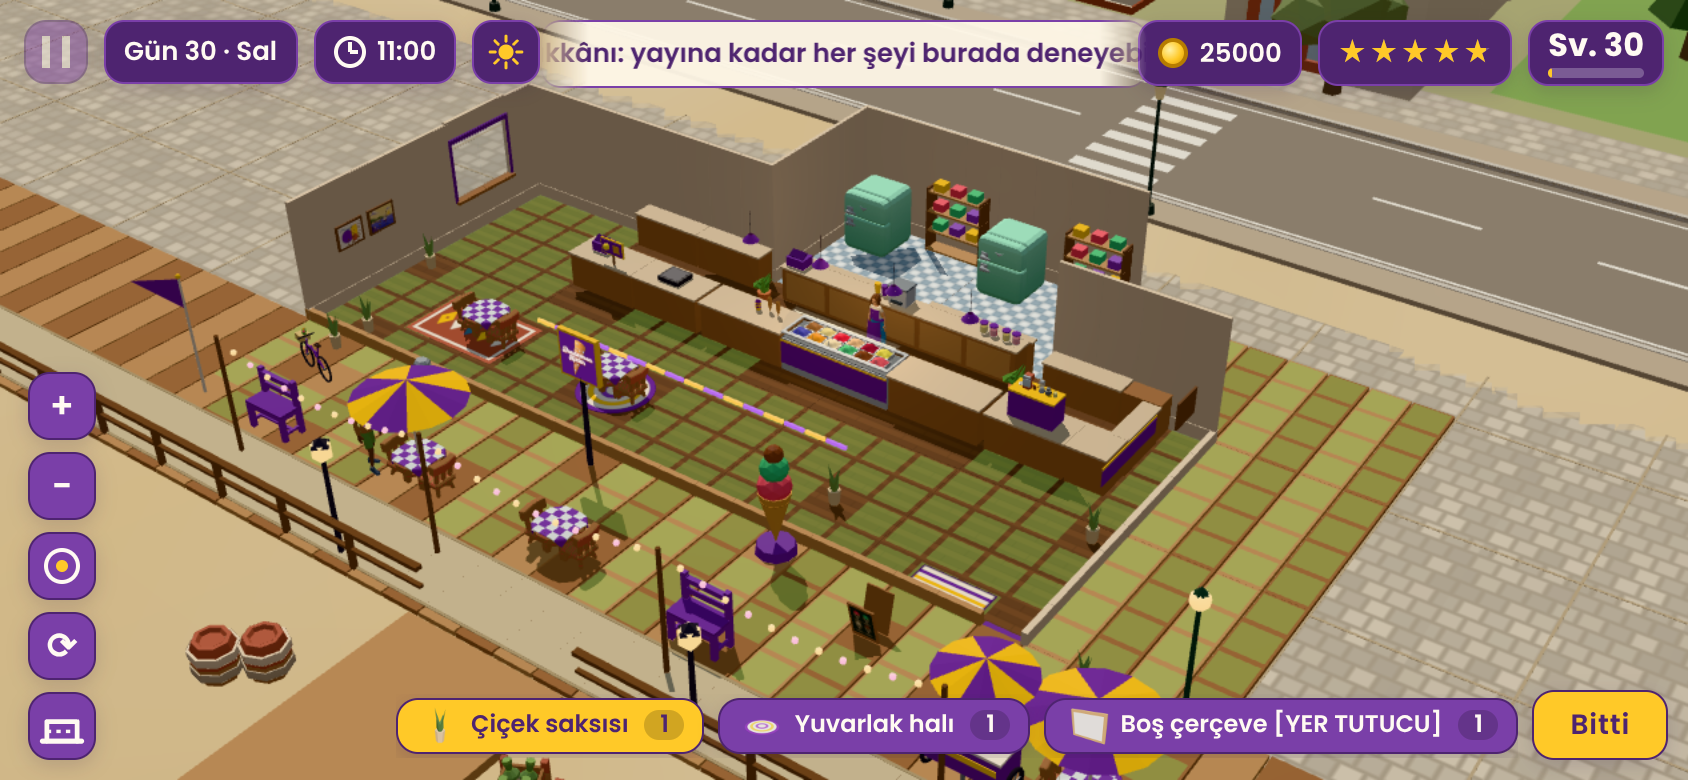 Gün 30 · Sal
11:00
kkânı: yayına kadar her şeyi burada deneyeb
25000
Sv. 30
Çiçek saksısı 1
Yuvarlak halı 1
Boş çerçeve [YER TUTUCU] 1
Bitti